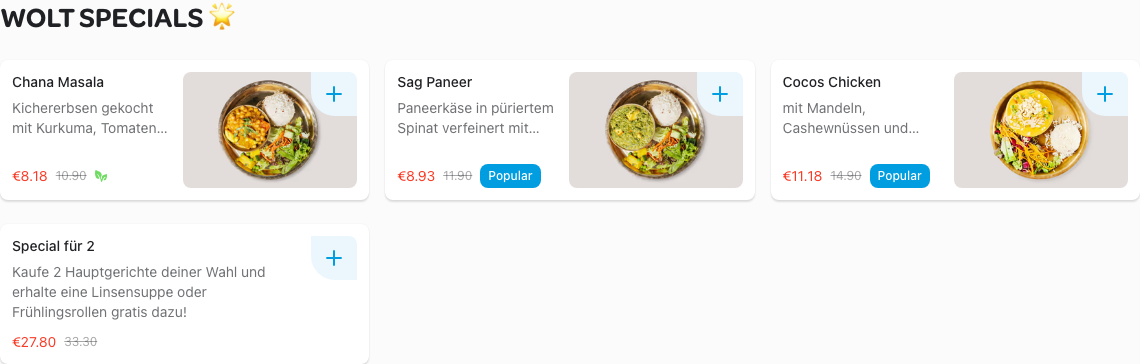 WOLT SPECIALS 🌟
Chana Masala
Kichererbsen gekocht
mit Kurkuma, Tomaten...
€8.18 10.90
Sag Paneer
Paneerkäse in püriertem
Spinat verfeinert mit...
€8.93 11.90 Popular
Cocos Chicken
mit Mandeln,
Cashewnüssen und...
€11.18 14.90 Popular
Special für 2
Kaufe 2 Hauptgerichte deiner Wahl und
erhalte eine Linsensuppe oder
Frühlingsrollen gratis dazu!
€27.80 33.30